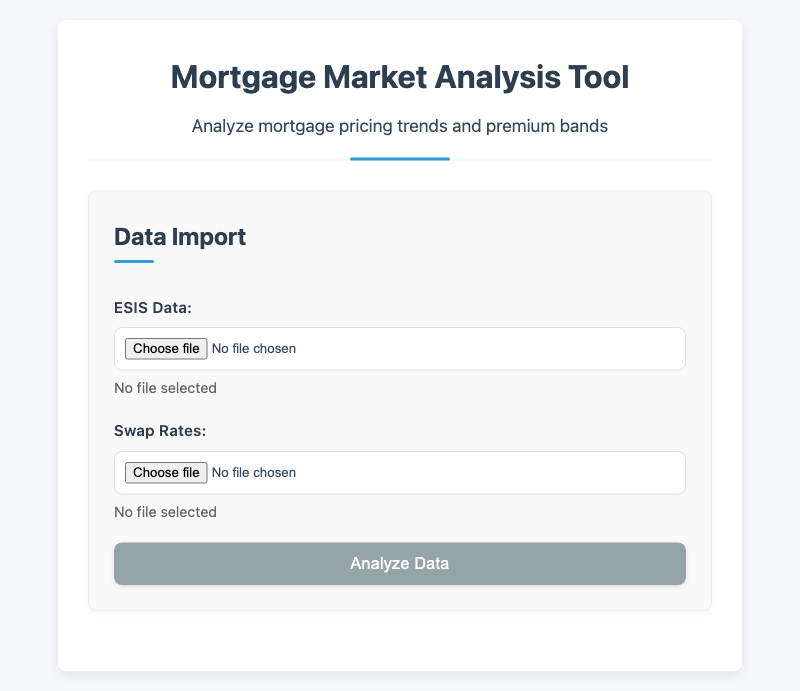 Mortgage Market Analysis Tool
Analyze mortgage pricing trends and premium bands
Data Import
ESIS Data:
Choose file No file chosen
No file selected
Swap Rates:
Choose file No file chosen
No file selected
Analyze Data